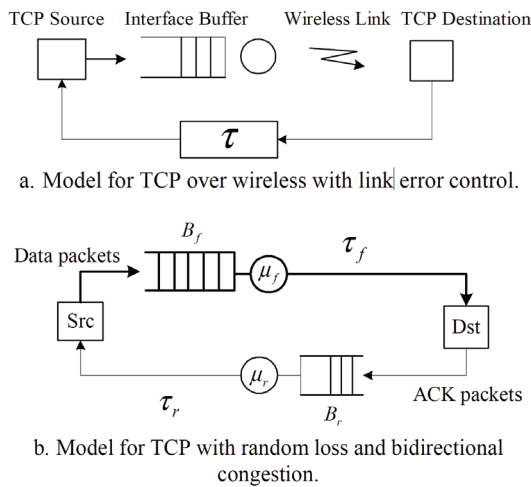 TCP Source Interface Buffer Wireless Link TCP Destination
τ
a. Model for TCP over wireless with link error control.
B_f
τ_f
Data packets
μ_f
Src
Dst
μ_r
τ_r
B_r
ACK packets
b. Model for TCP with random loss and bidirectional
congestion.